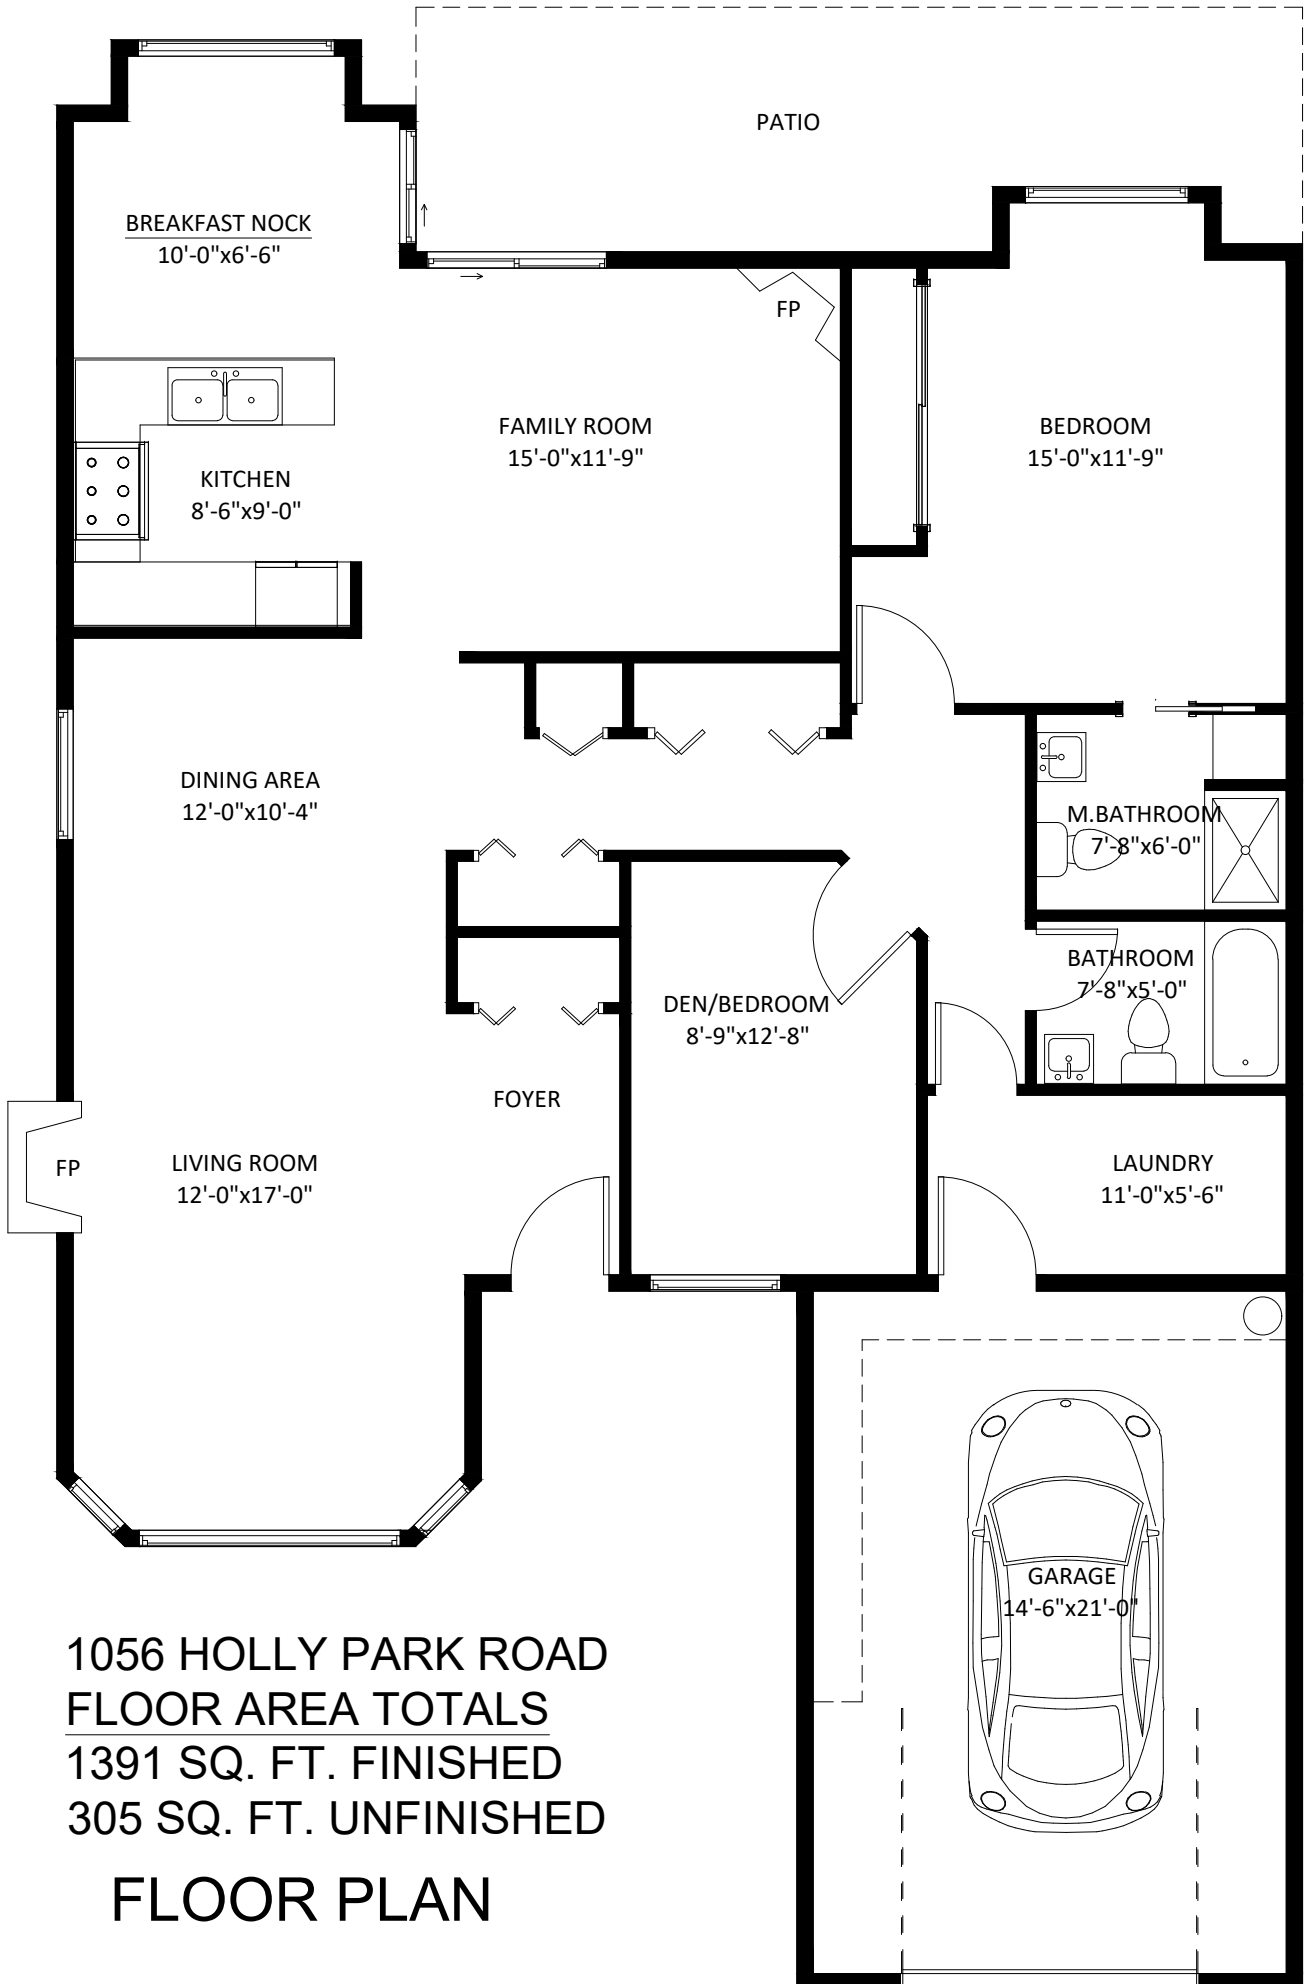 PATIO
BREAKFAST NOCK
10'-0"x6'-6"
FP
FAMILY ROOM
15'-0"x11'-9"
BEDROOM
15'-0"x11'-9"
KITCHEN
8'-6"x9'-0"
DINING AREA
12'-0"x10'-4"
M.BATHROOM
7'-8"x6'-0"
BATHROOM
7'-8"x5'-0"
DEN/BEDROOM
8'-9"x12'-8"
FOYER
FP
LIVING ROOM
12'-0"x17'-0"
LAUNDRY
11'-0"x5'-6"
GARAGE
14'-6"x21'-0"
1056 HOLLY PARK ROAD
FLOOR AREA TOTALS
1391 SQ. FT. FINISHED
305 SQ. FT. UNFINISHED
FLOOR PLAN